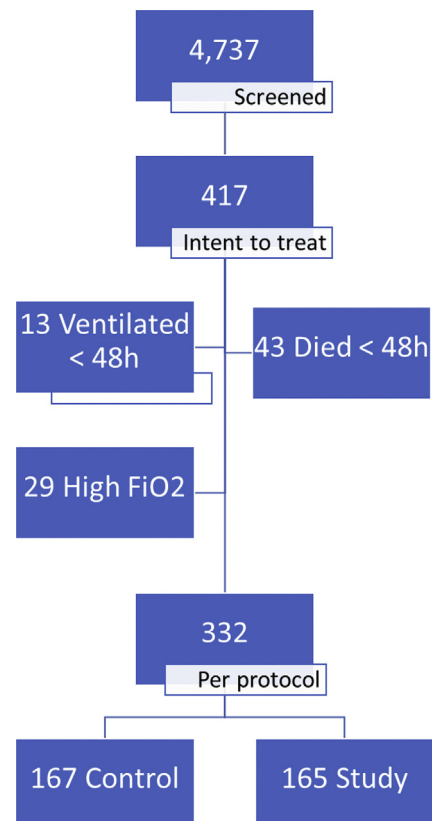 4,737
Screened
417
Intent to treat
13 Ventilated
< 48h
43 Died < 48h
29 High FiO2
332
Per protocol
167 Control
165 Study